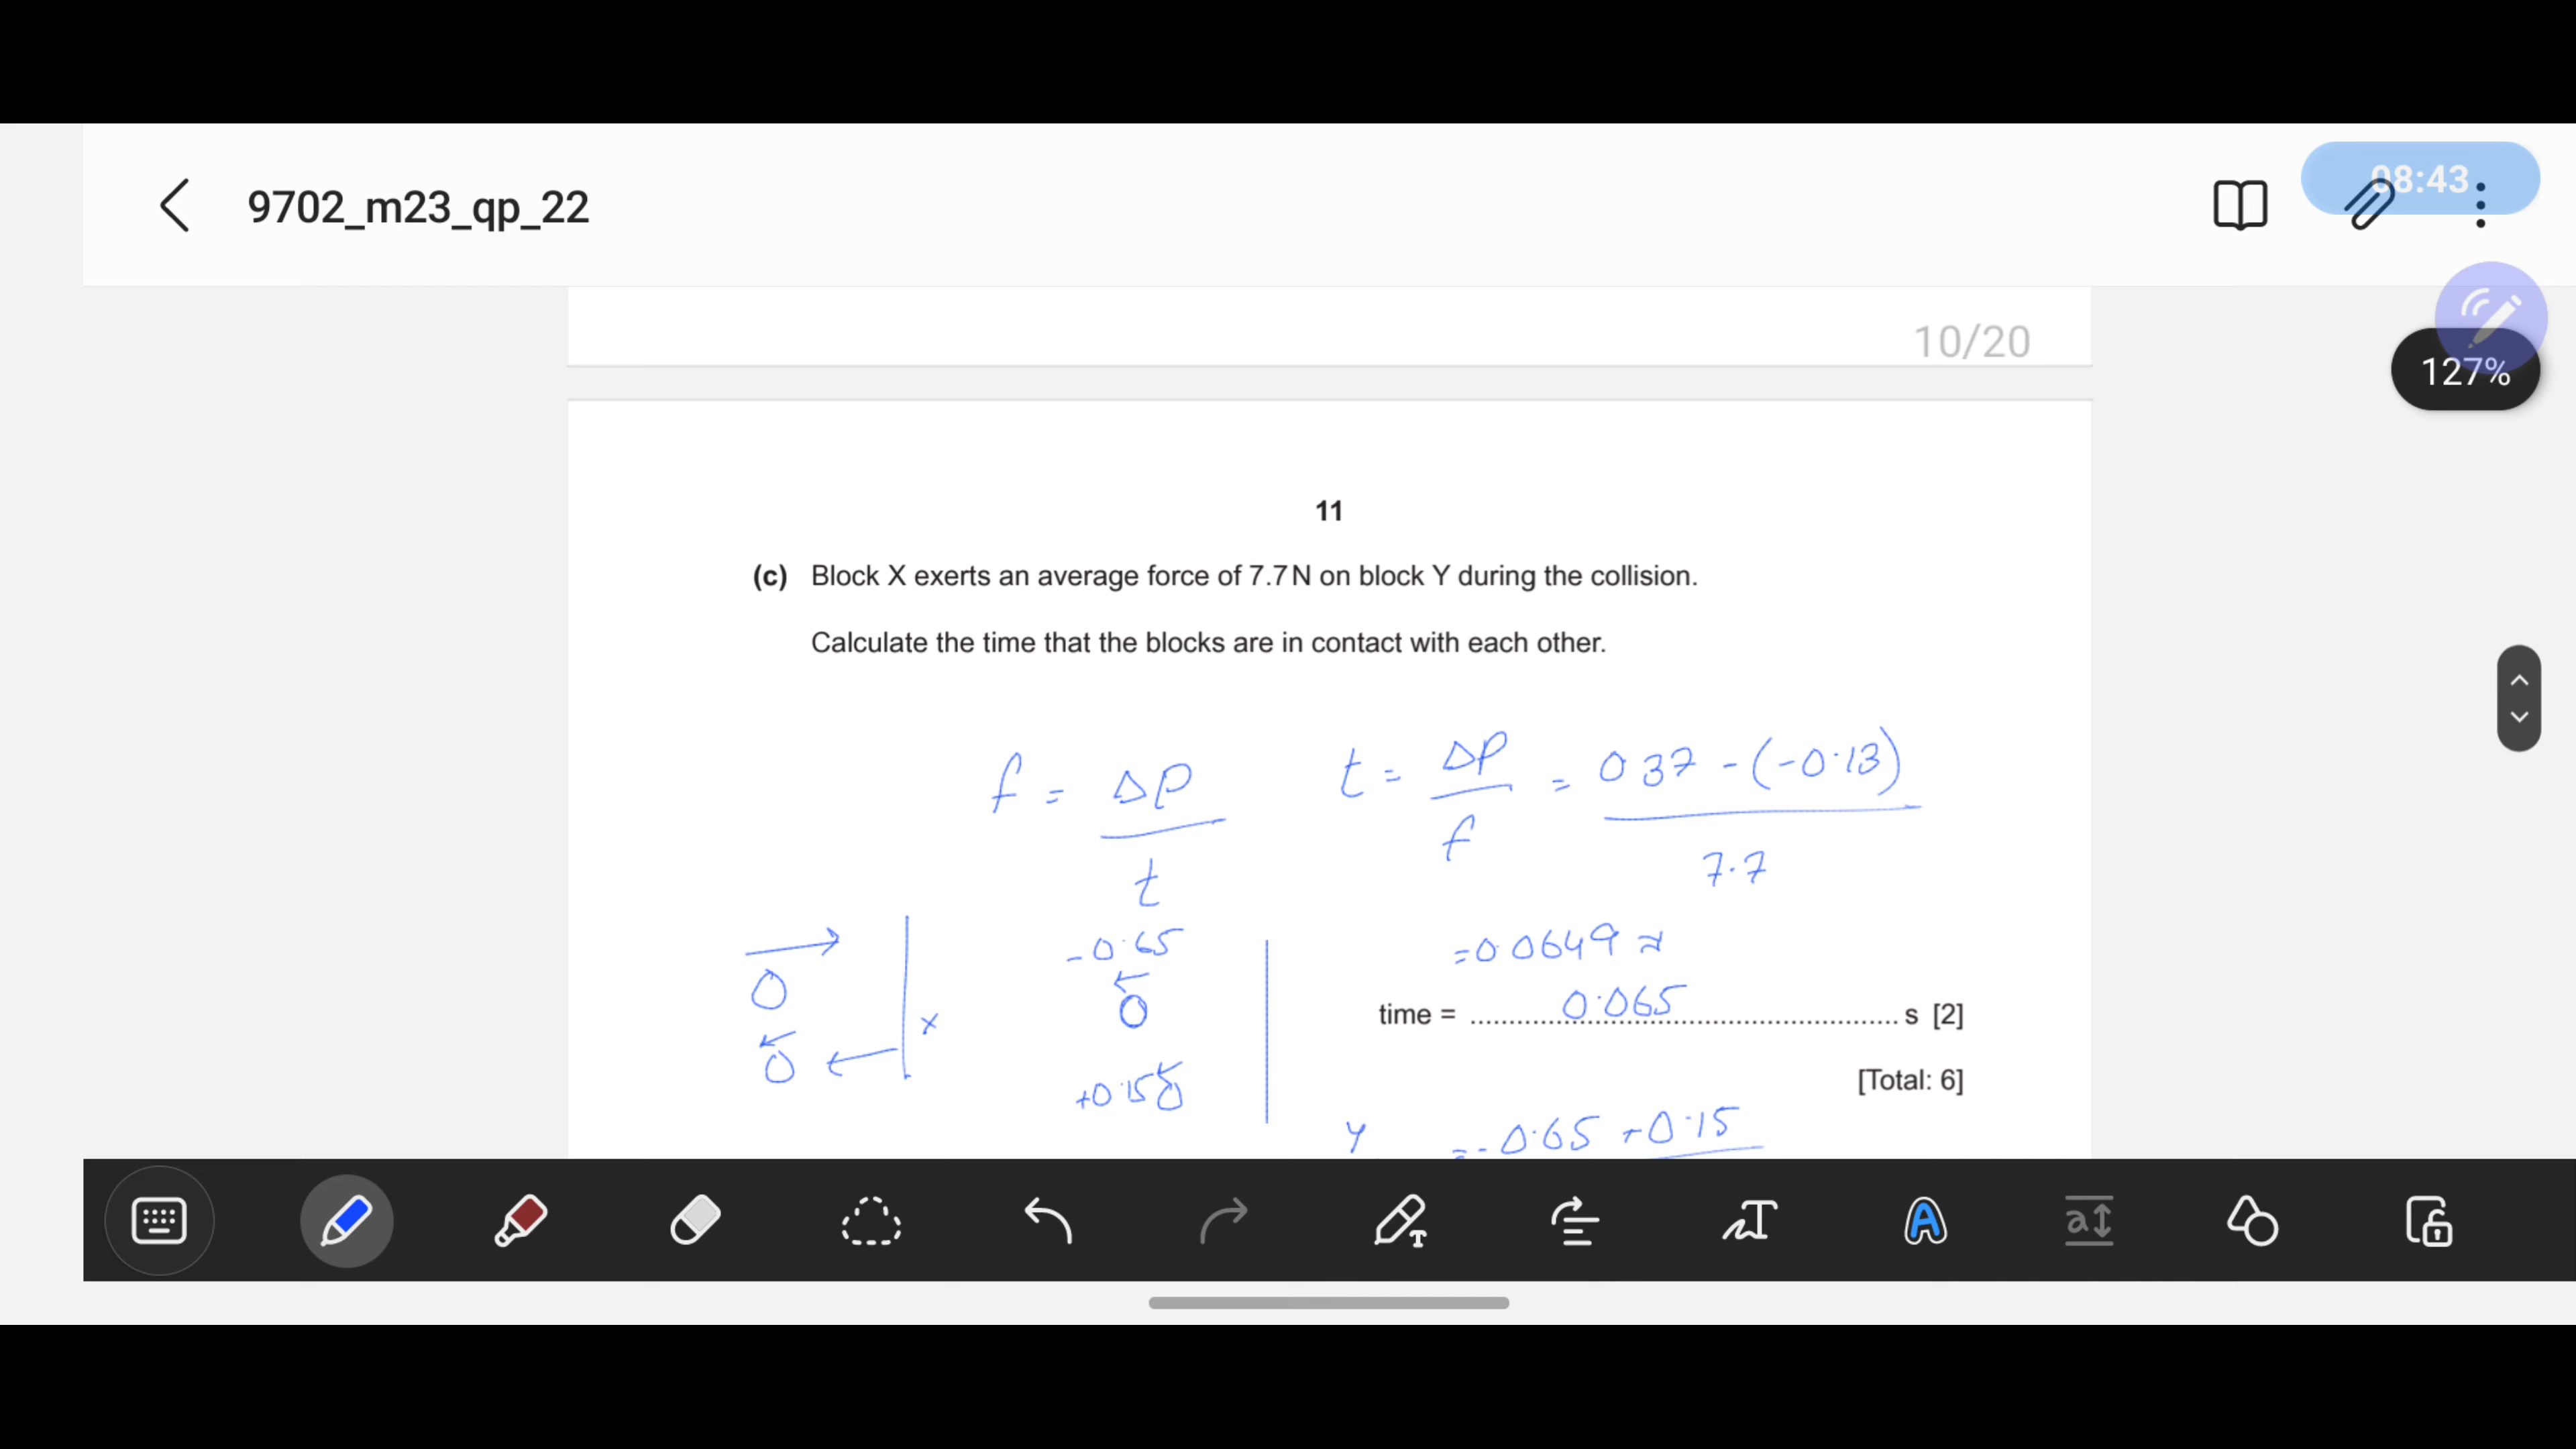 9702_m23_qp_22
08:43
10/20
127%
11
(c) Block X exerts an average force of 7.7 N on block Y during the collision.
Calculate the time that the blocks are in contact with each other.
f = ΔP / t
t = ΔP / f = 0.37 - (-0.13) / 7.7
= 0.0649 ≈
time = 0.065 s [2]
[Total: 6]
-0.65
x
+0.15
Y = -0.65 + 0.15
T
T
A
a